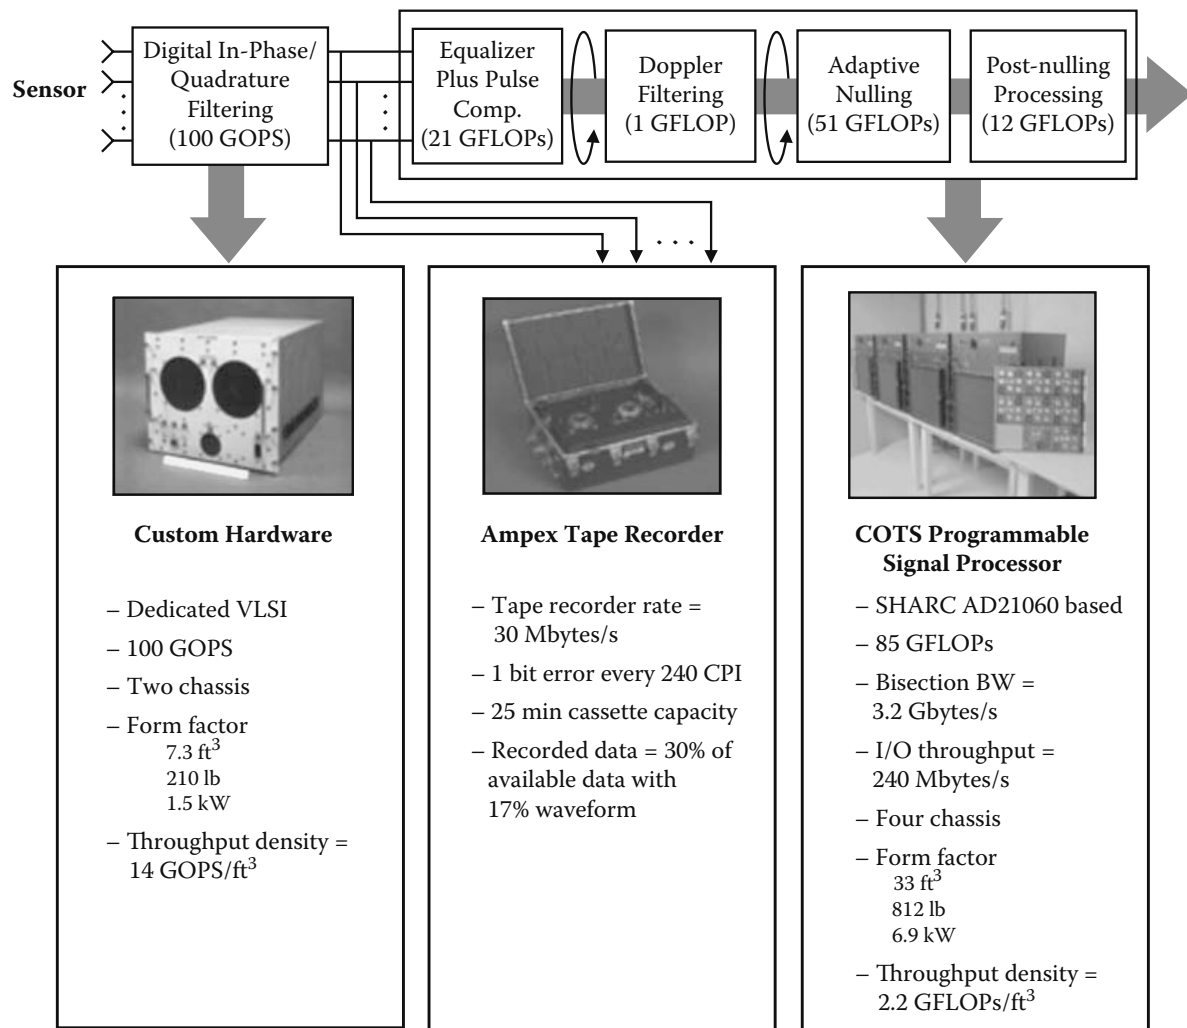 Sensor
Digital In-Phase/
Quadrature
Filtering
(100 GOPS)
Equalizer
Plus Pulse
Comp.
(21 GFLOPs)
Doppler
Filtering
(1 GFLOP)
Adaptive
Nulling
(51 GFLOPs)
Post-nulling
Processing
(12 GFLOPs)
Custom Hardware
– Dedicated VLSI
– 100 GOPS
– Two chassis
– Form factor
7.3 ft³
210 lb
1.5 kW
– Throughput density =
14 GOPS/ft³
Ampex Tape Recorder
– Tape recorder rate =
30 Mbytes/s
– 1 bit error every 240 CPI
– 25 min cassette capacity
– Recorded data = 30% of
available data with
17% waveform
COTS Programmable
Signal Processor
– SHARC AD21060 based
– 85 GFLOPs
– Bisection BW =
3.2 Gbytes/s
– I/O throughput =
240 Mbytes/s
– Four chassis
– Form factor
33 ft³
812 lb
6.9 kW
– Throughput density =
2.2 GFLOPs/ft³